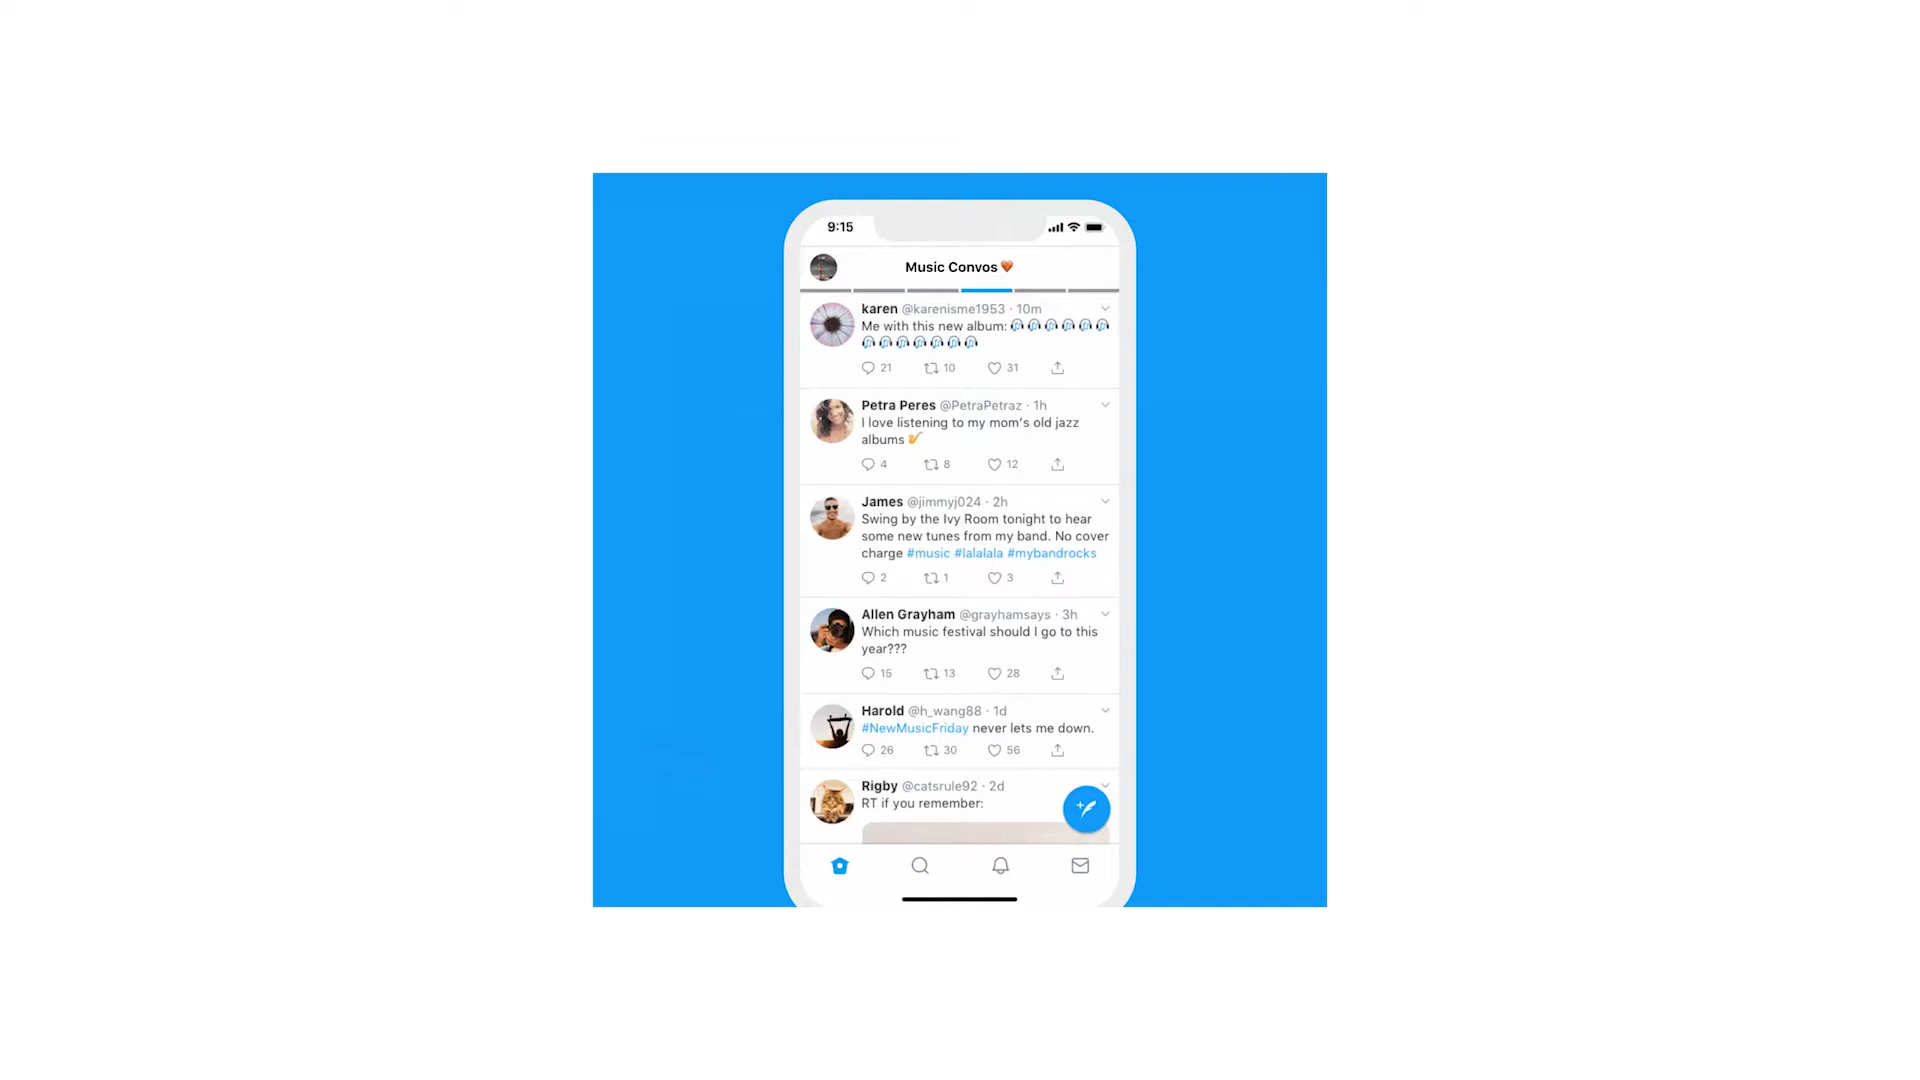 9:15
Music Convos 🧡
karen @karenisme1953 · 10m
Me with this new album: 🎧🎧🎧🎧🎧🎧
🎧🎧🎧🎧🎧🎧🎧
21 10 31
Petra Peres @PetraPetraz · 1h
I love listening to my mom's old jazz
albums 🎷
4 8 12
James @jimmyj024 · 2h
Swing by the Ivy Room tonight to hear
some new tunes from my band. No cover
charge #music #lalalala #mybandrocks
2 1 3
Allen Grayham @grayhamsays · 3h
Which music festival should I go to this
year???
15 13 28
Harold @h_wang88 · 1d
#NewMusicFriday never lets me down.
26 30 56
Rigby @catsrule92 · 2d
RT if you remember: